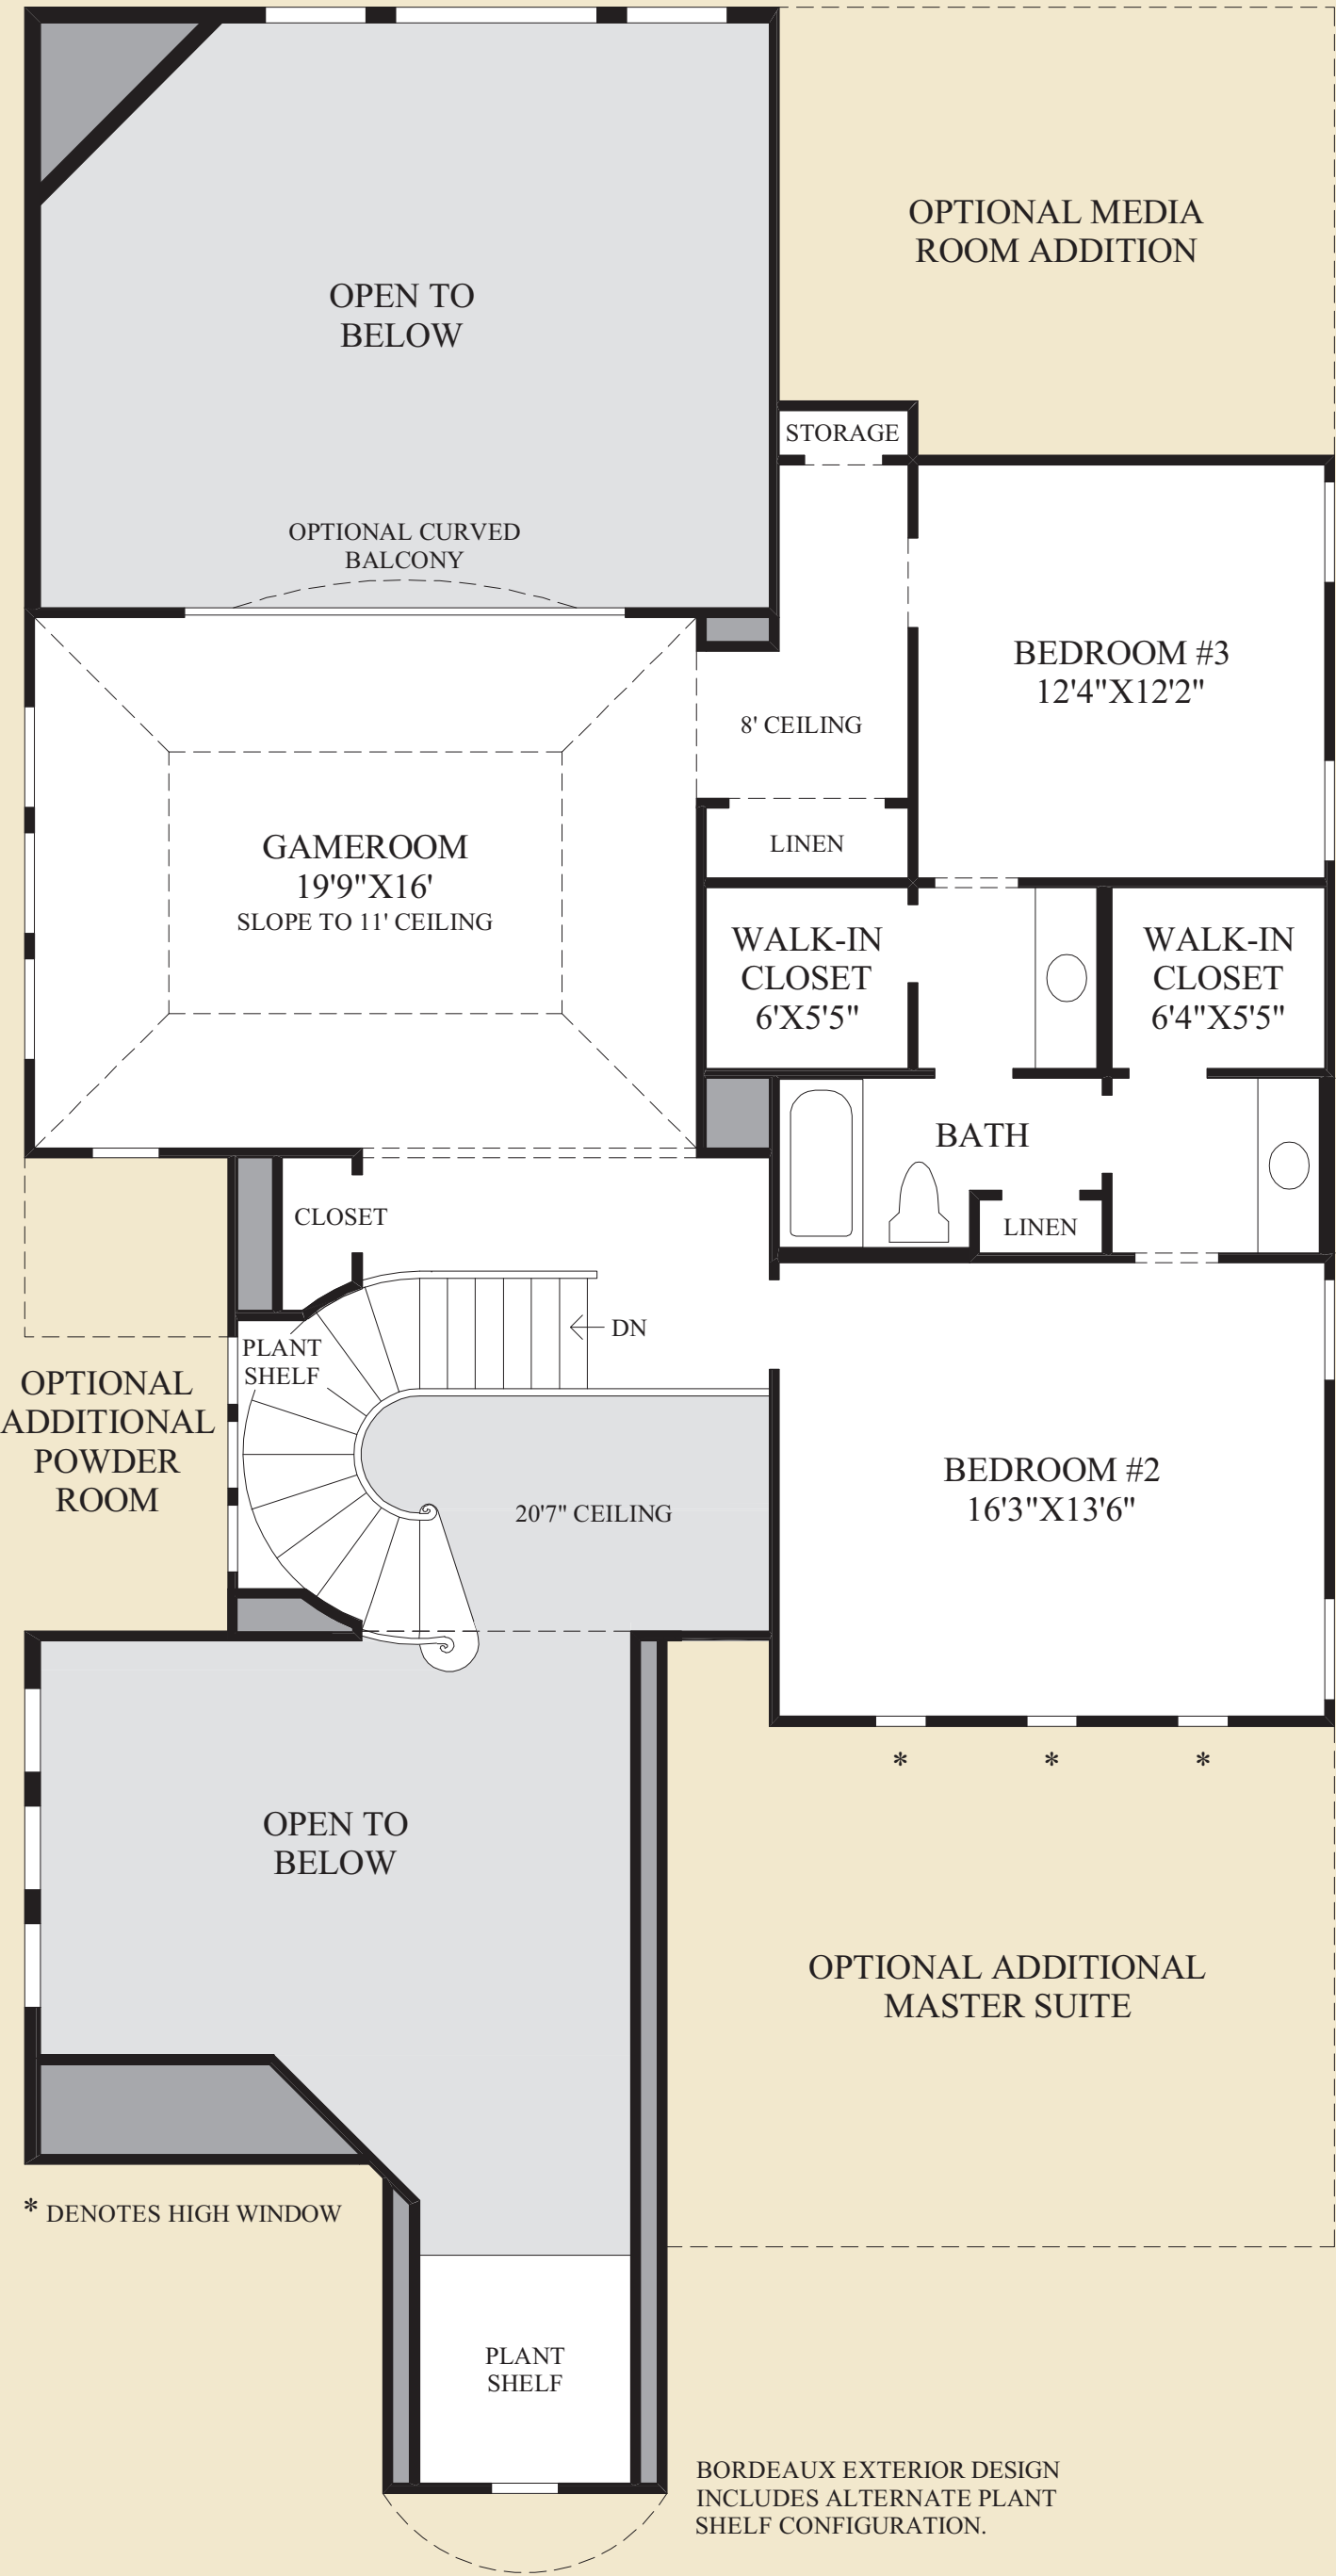 OPTIONAL MEDIA
ROOM ADDITION
OPEN TO
BELOW
STORAGE
OPTIONAL CURVED
BALCONY
BEDROOM #3
12'4"X12'2"
8' CEILING
GAMEROOM
19'9"X16'
SLOPE TO 11' CEILING
LINEN
WALK-IN
CLOSET
6'X5'5"
WALK-IN
CLOSET
6'4"X5'5"
BATH
CLOSET
LINEN
DN
PLANT
SHELF
OPTIONAL
ADDITIONAL
POWDER
ROOM
BEDROOM #2
16'3"X13'6"
20'7" CEILING
* * *
OPEN TO
BELOW
OPTIONAL ADDITIONAL
MASTER SUITE
* DENOTES HIGH WINDOW
PLANT
SHELF
BORDEAUX EXTERIOR DESIGN
INCLUDES ALTERNATE PLANT
SHELF CONFIGURATION.